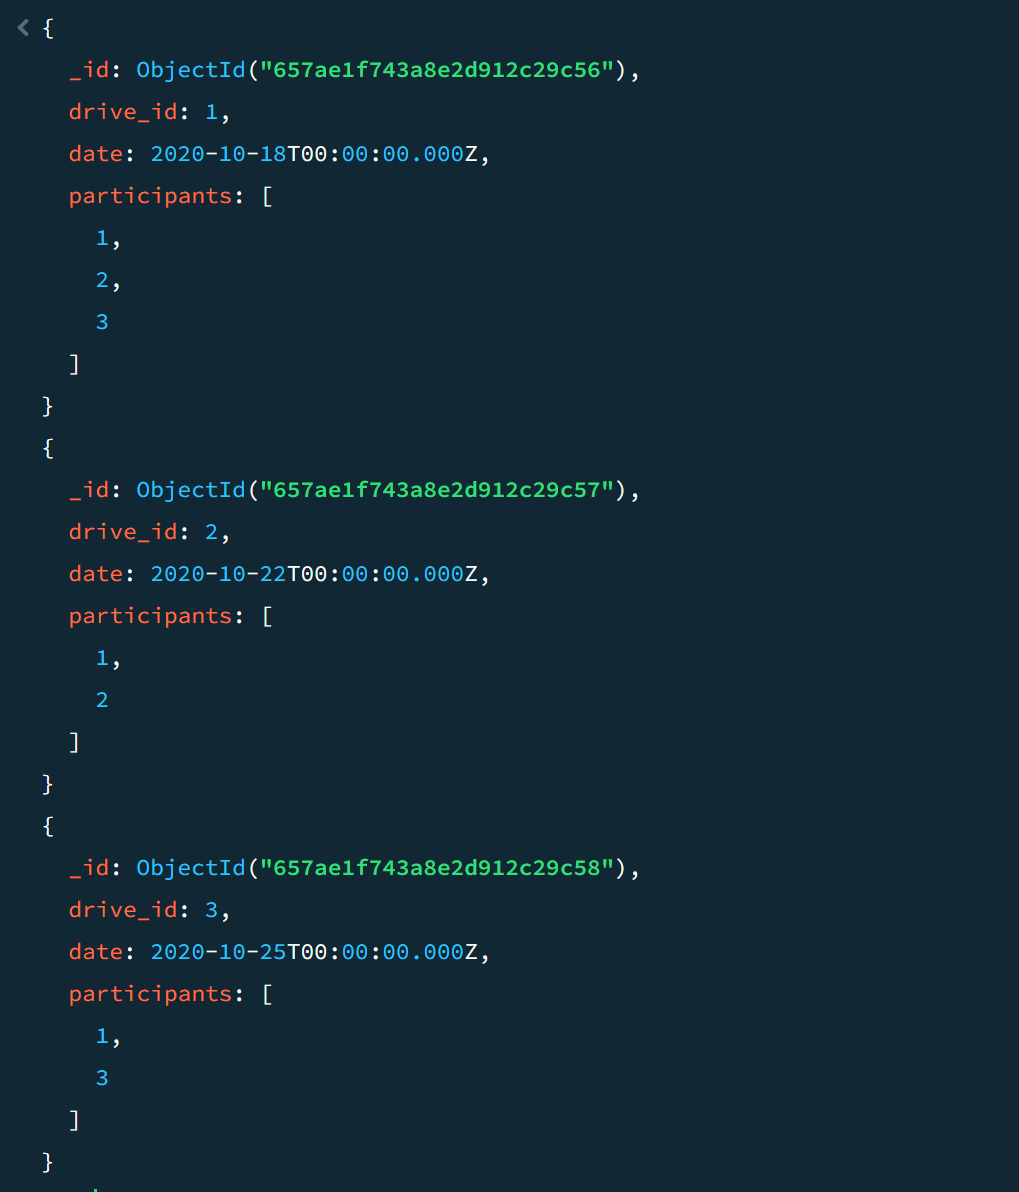 {
_id: ObjectId("657ae1f743a8e2d912c29c56"),
drive_id: 1,
date: 2020-10-18T00:00:00.000Z,
participants: [
1,
2,
3
]
}
{
_id: ObjectId("657ae1f743a8e2d912c29c57"),
drive_id: 2,
date: 2020-10-22T00:00:00.000Z,
participants: [
1,
2
]
}
{
_id: ObjectId("657ae1f743a8e2d912c29c58"),
drive_id: 3,
date: 2020-10-25T00:00:00.000Z,
participants: [
1,
3
]
}